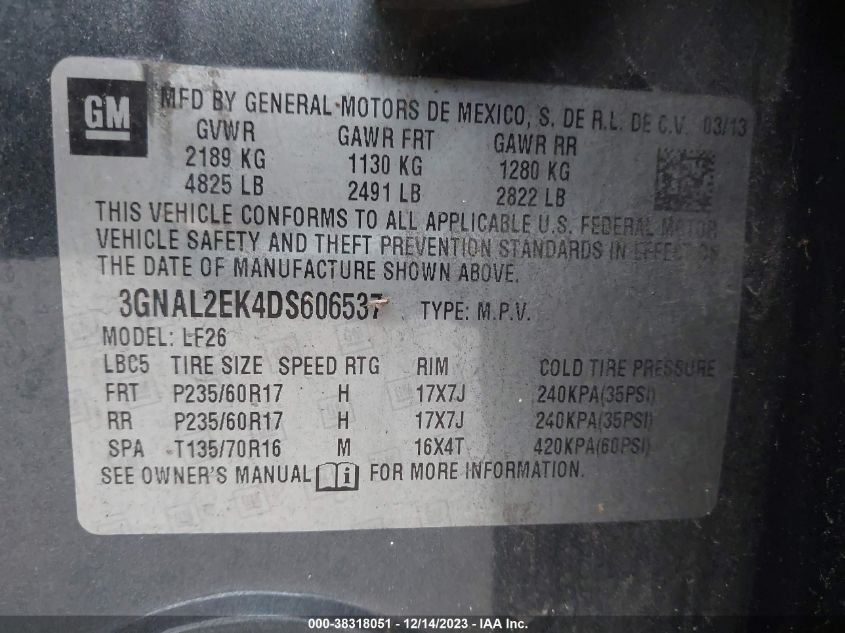 GM
MFD BY GENERAL MOTORS DE MEXICO, S. DE R.L. DE C.V. 03/13
GVWR GAWR FRT GAWR RR
2189 KG 1130 KG 1280 KG
4825 LB 2491 LB 2822 LB
THIS VEHICLE CONFORMS TO ALL APPLICABLE U.S. FEDERAL MOTOR
VEHICLE SAFETY AND THEFT PREVENTION STANDARDS IN EFFECT ON
THE DATE OF MANUFACTURE SHOWN ABOVE.
3GNAL2EK4DS606537 TYPE: M.P.V.
MODEL: LF26
LBC5 TIRE SIZE SPEED RTG RIM COLD TIRE PRESSURE
FRT P235/60R17 H 17X7J 240KPA(35PSI)
RR P235/60R17 H 17X7J 240KPA(35PSI)
SPA T135/70R16 M 16X4T 420KPA(60PSI)
SEE OWNER'S MANUAL i FOR MORE INFORMATION.
000-38318051 - 12/14/2023 - IAAI.com